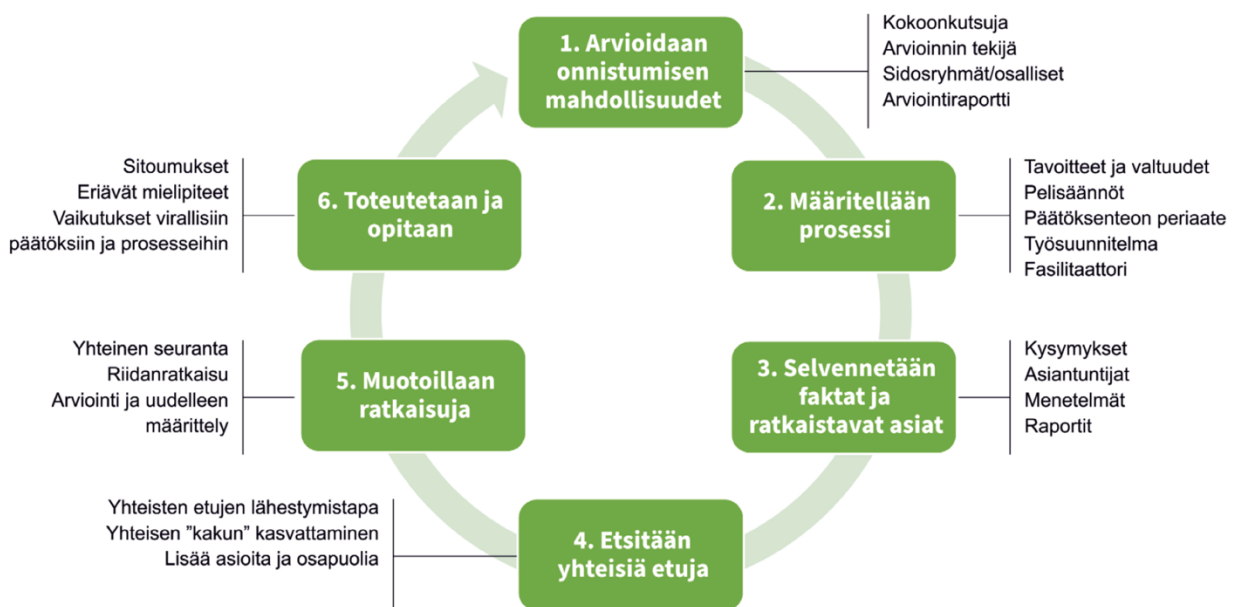 1. Arvioidaan
onnistumisen
mahdollisuudet
Kokoonkutsuja
Arvioinnin tekijä
Sidosryhmät/osalliset
Arviointiraportti
2. Määritellään
prosessi
Tavoitteet ja valtuudet
Pelisäännöt
Päätöksenteon periaate
Työsuunnitelma
Fasilitaattori
3. Selvennetään
faktat ja
ratkaistavat asiat
Kysymykset
Asiantuntijat
Menetelmät
Raportit
4. Etsitään
yhteisiä etuja
Yhteisten etujen lähestymistapa
Yhteisen ”kakun” kasvattaminen
Lisää asioita ja osapuolia
5. Muotoillaan
ratkaisuja
Yhteinen seuranta
Riidanratkaisu
Arviointi ja uudelleen
määrittely
6. Toteutetaan ja
opitaan
Sitoumukset
Eriävät mielipiteet
Vaikutukset virallisiin
päätöksiin ja prosesseihin